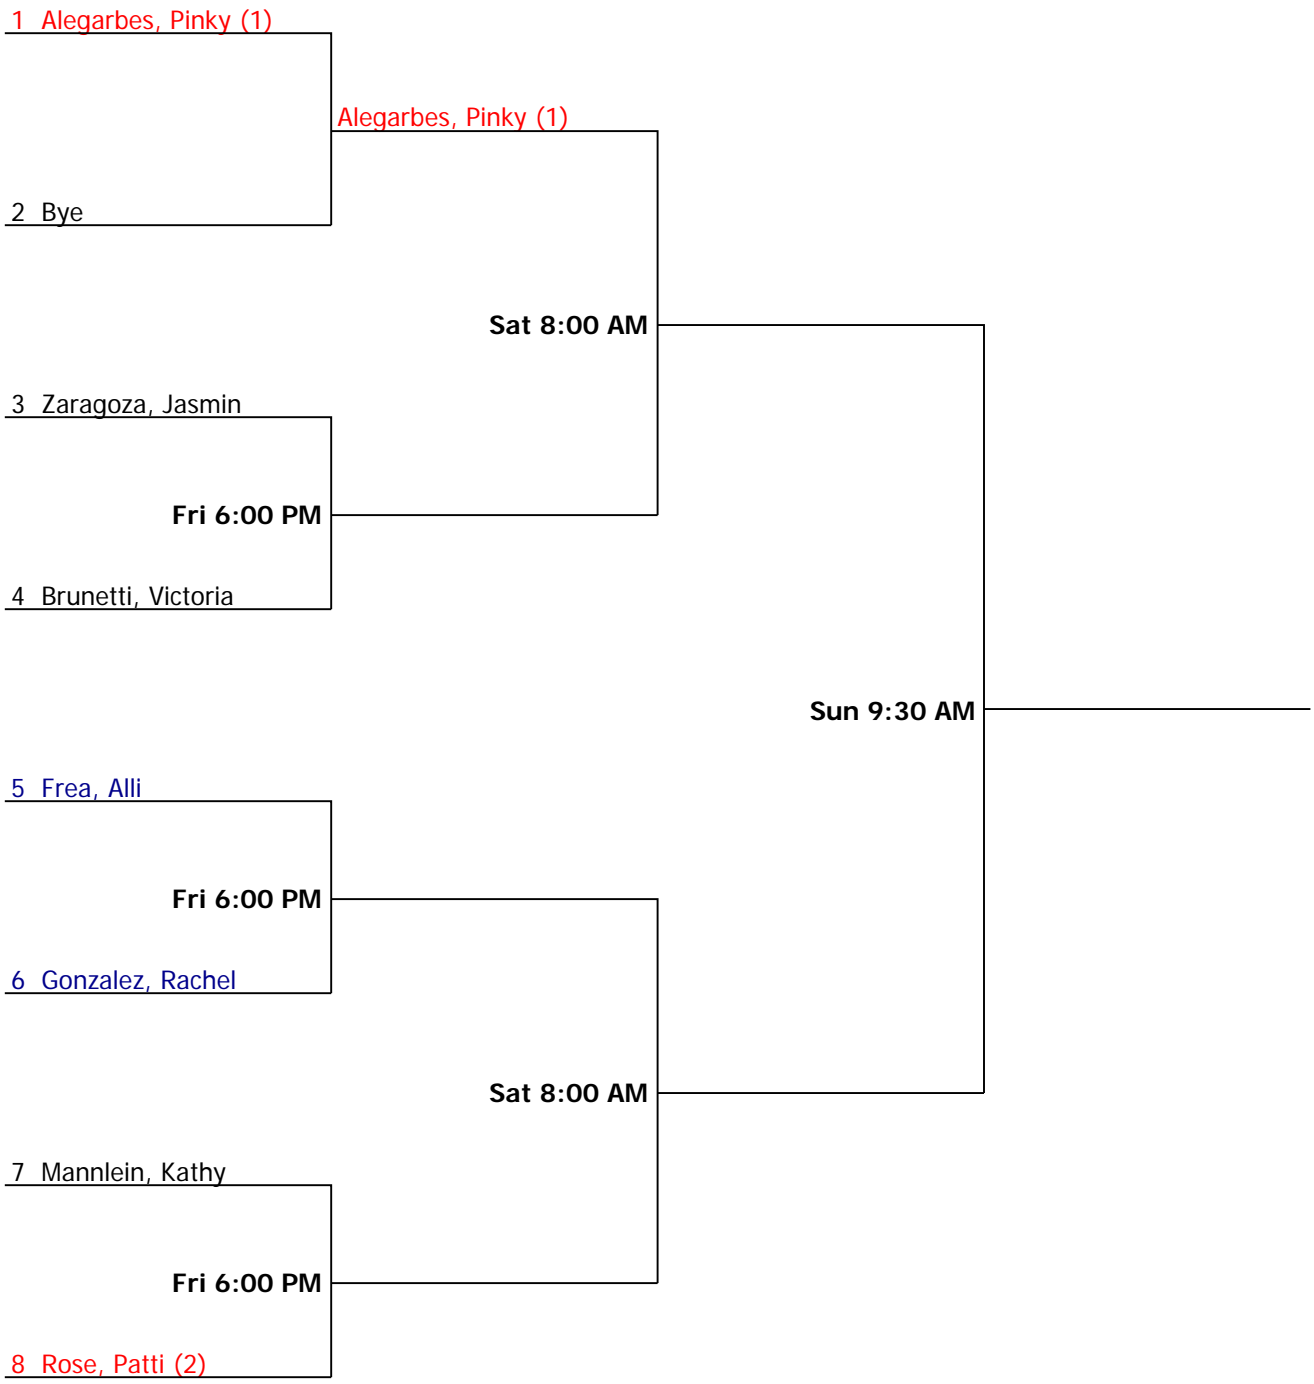 1 Alegarbes, Pinky (1)
Alegarbes, Pinky (1)
2 Bye
Sat 8:00 AM
3 Zaragoza, Jasmin
Fri 6:00 PM
4 Brunetti, Victoria
Sun 9:30 AM
5 Frea, Alli
Fri 6:00 PM
6 Gonzalez, Rachel
Sat 8:00 AM
7 Mannlein, Kathy
Fri 6:00 PM
8 Rose, Patti (2)